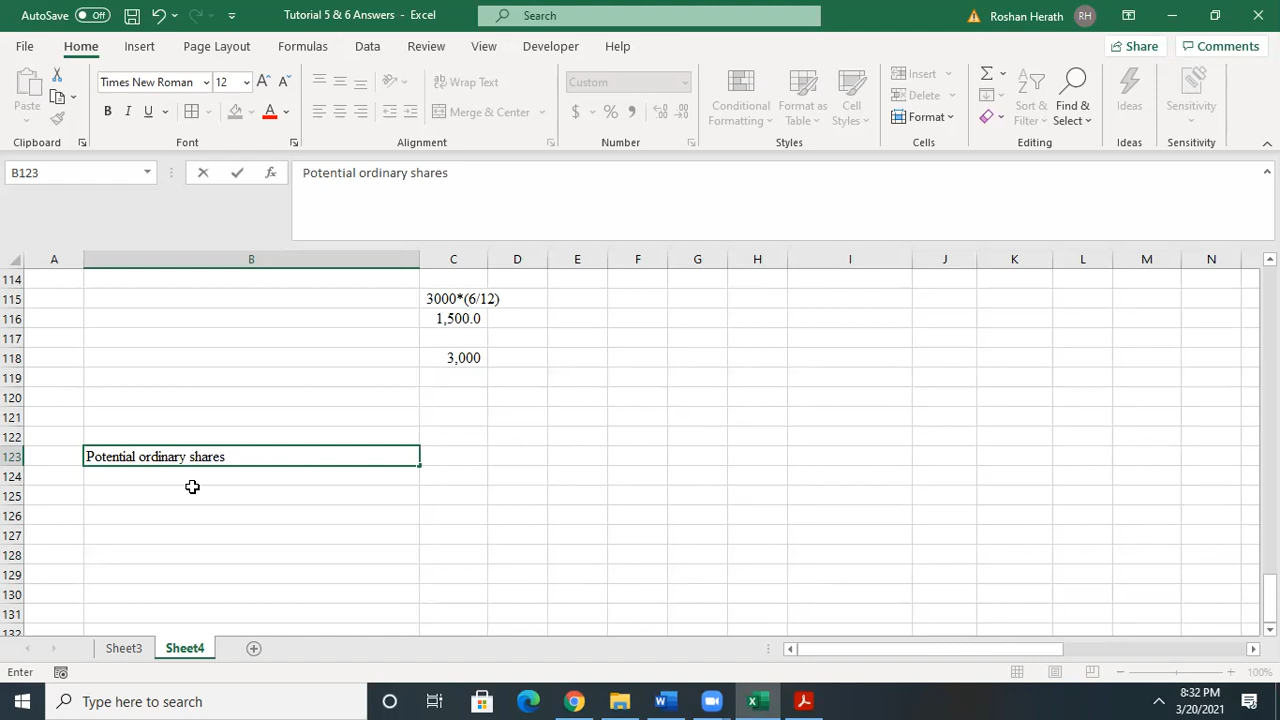 AutoSave Off Tutorial 5 & 6 Answers - Excel Search Roshan Herath RH
File Home Insert Page Layout Formulas Data Review View Developer Help Share Comments
Paste Times New Roman 12 Wrap Text Custom Conditional Formatting Format as Table Cell Styles Insert Sort & Filter Find & Select Ideas Sensitivity
B I U A Merge & Center $ % Delete Format
Clipboard Font Alignment Number Styles Cells Editing Ideas Sensitivity
B123 fx Potential ordinary shares
A B C D E F G H I J K L M N
114
115 3000*(6/12)
116 1,500.0
117
118 3,000
119
120
121
122
123 Potential ordinary shares
124
125
126
127
128
129
130
131
132
Sheet3 Sheet4
Enter 100%
Type here to search 8:32 PM
3/20/2021